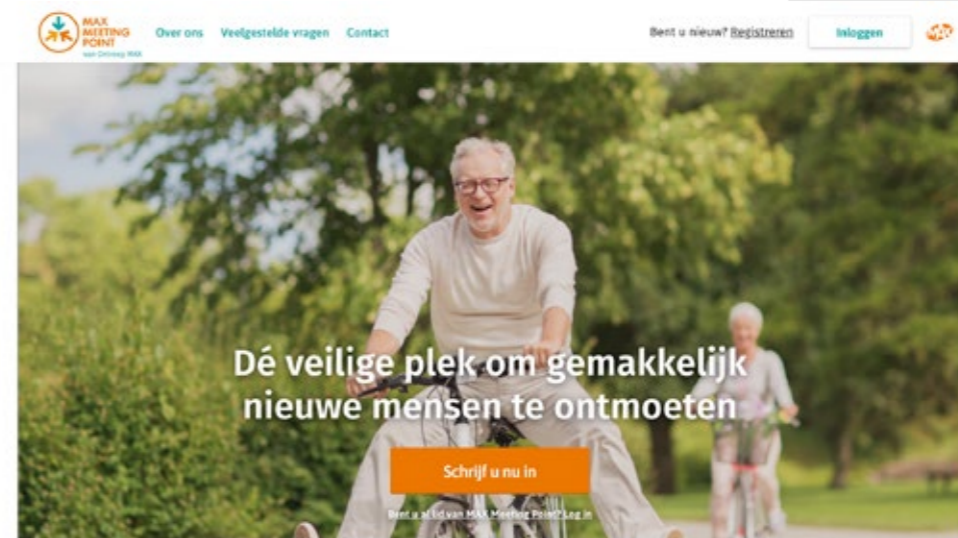 MAX
MEETING
POINT
van Omroep MAX
Over ons
Veelgestelde vragen
Contact
Bent u nieuw? Registreren
Inloggen
MAX
Dé veilige plek om gemakkelijk
nieuwe mensen te ontmoeten
Schrijf u nu in
Bent u al lid van MAX Meeting Point? Log in